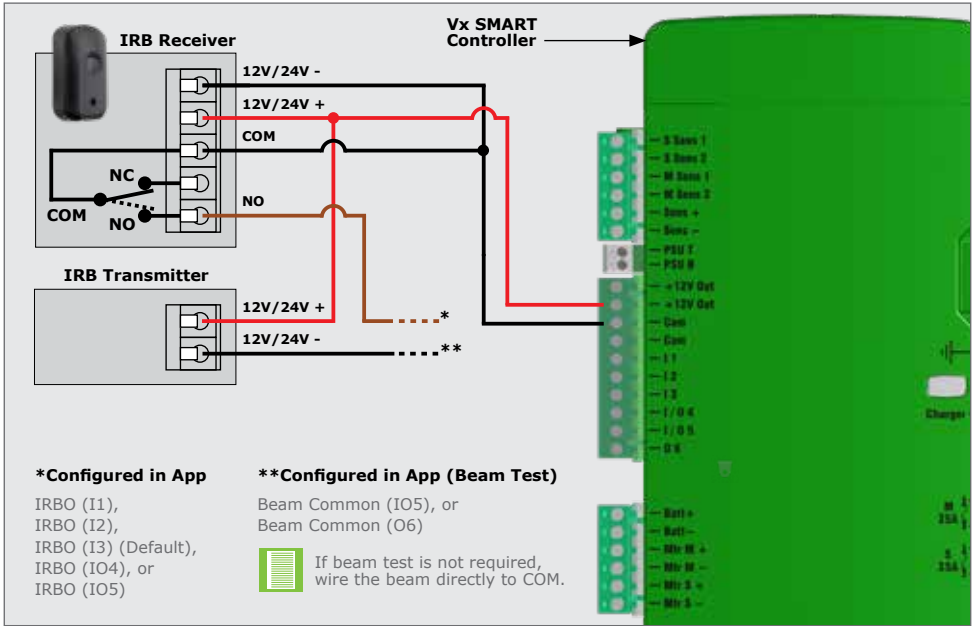 IRB Receiver
Vx SMART
Controller
12V/24V -
12V/24V +
COM
NC
COM
NO
NO
IRB Transmitter
12V/24V +
*
12V/24V -
**
S Sens 1
S Sens 2
M Sens 1
M Sens 2
Sens +
Sens -
PSU T
PSU R
+12V Out
+12V Out
Com
Com
I 1
I 2
I 3
I / O 4
I / O 5
O 6
Charger
Batt +
Batt -
Mtr M +
Mtr M -
Mtr S +
Mtr S -
*Configured in App
IRBO (I1),
IRBO (I2),
IRBO (I3) (Default),
IRBO (IO4), or
IRBO (IO5)
**Configured in App (Beam Test)
Beam Common (IO5), or
Beam Common (O6)
If beam test is not required,
wire the beam directly to COM.